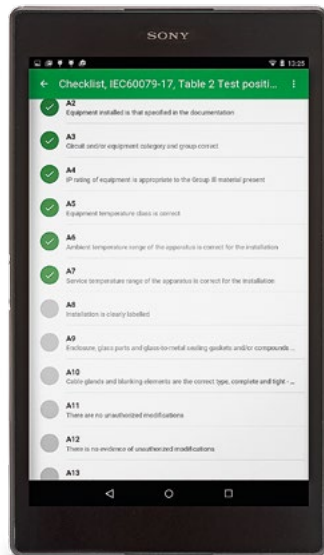 SONY
13:25
Checklist, IEC60079-17, Table 2 Test positi...
A2
Equipment installed is that specified in the documentation
A3
Circuit and/or equipment category and group correct
A4
IP rating of equipment is appropriate to the Group III material present
A5
Equipment temperature class is correct
A6
Ambient temperature range of the apparatus is correct for the installation
A7
Service temperature range of the apparatus is correct for the installation
A8
Installation is clearly labelled
A9
Enclosure, glass parts and glass-to-metal sealing gaskets and/or compounds ...
A10
Cable glands and blanking elements are the correct type, complete and tight - ...
A11
There are no unauthorized modifications
A12
There is no evidence of unauthorized modifications
A13